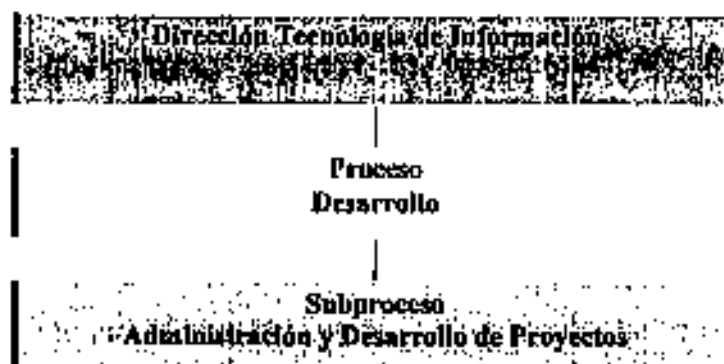 Dirección Tecnología de Información
Proceso
Desarrollo
Subproceso
Administración y Desarrollo de Proyectos